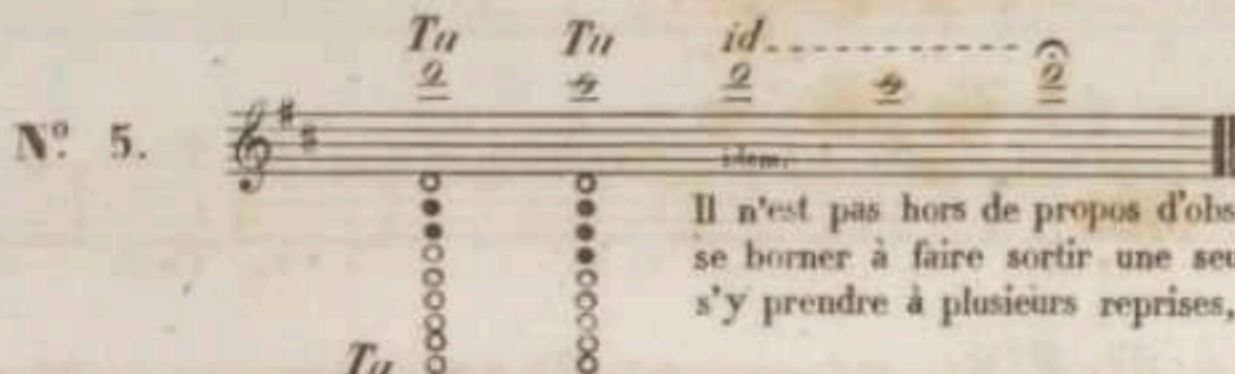 Tu Tu id
Nº 5.
idem.
Il n'est pas hors de propos d'obs
se borner à faire sortir une seu
s'y prendre à plusieurs reprises,
Tu